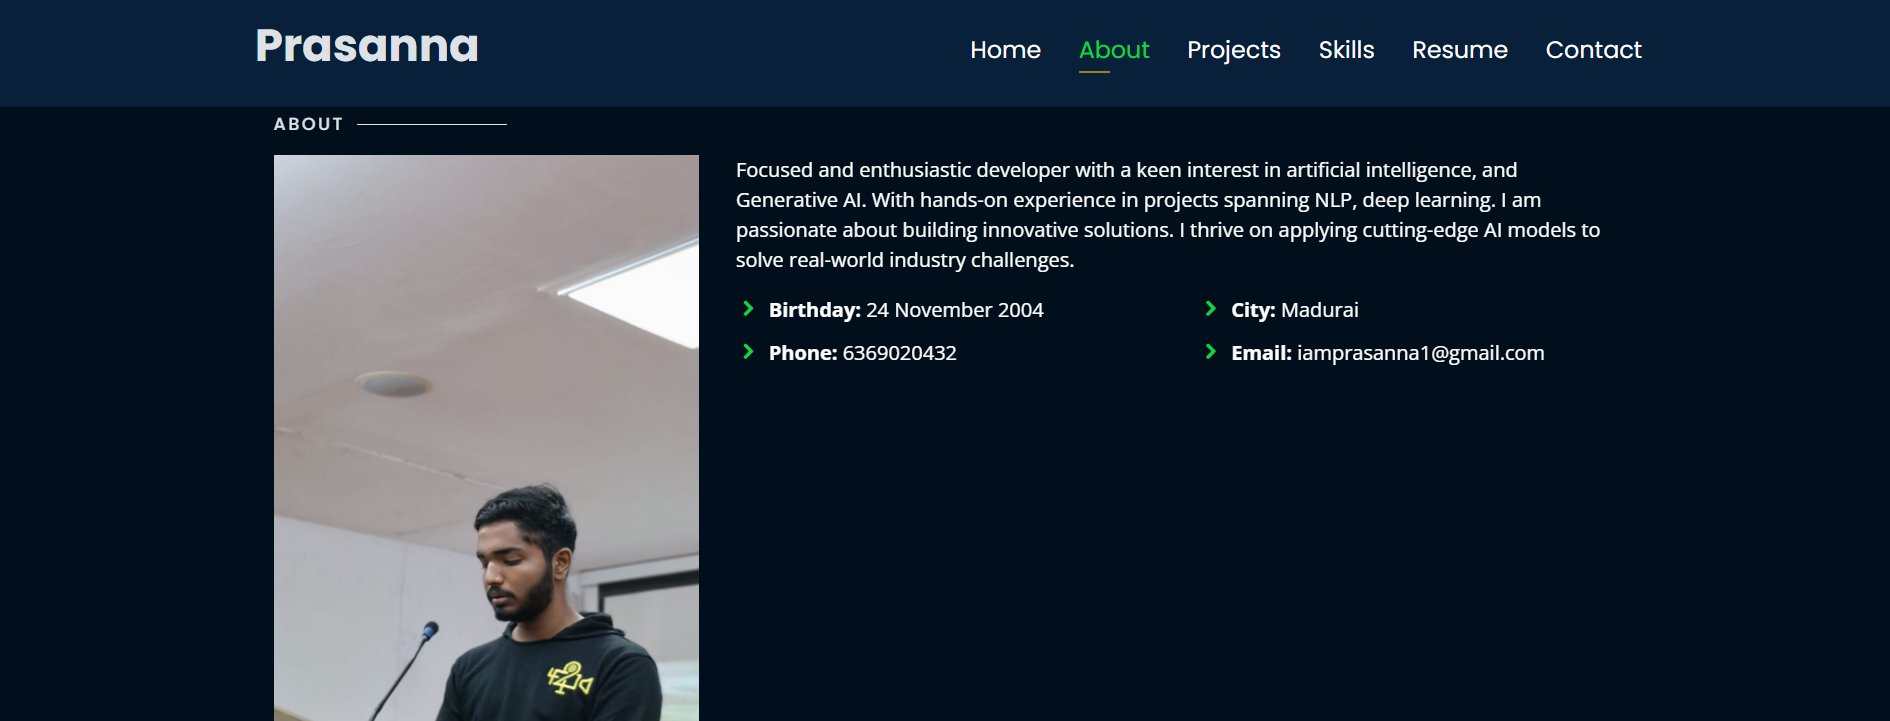 Prasanna
Home About Projects Skills Resume Contact
ABOUT
Focused and enthusiastic developer with a keen interest in artificial intelligence, and
Generative AI. With hands-on experience in projects spanning NLP, deep learning. I am
passionate about building innovative solutions. I thrive on applying cutting-edge AI models to
solve real-world industry challenges.
Birthday: 24 November 2004
City: Madurai
Phone: 6369020432
Email: iamprasanna1@gmail.com